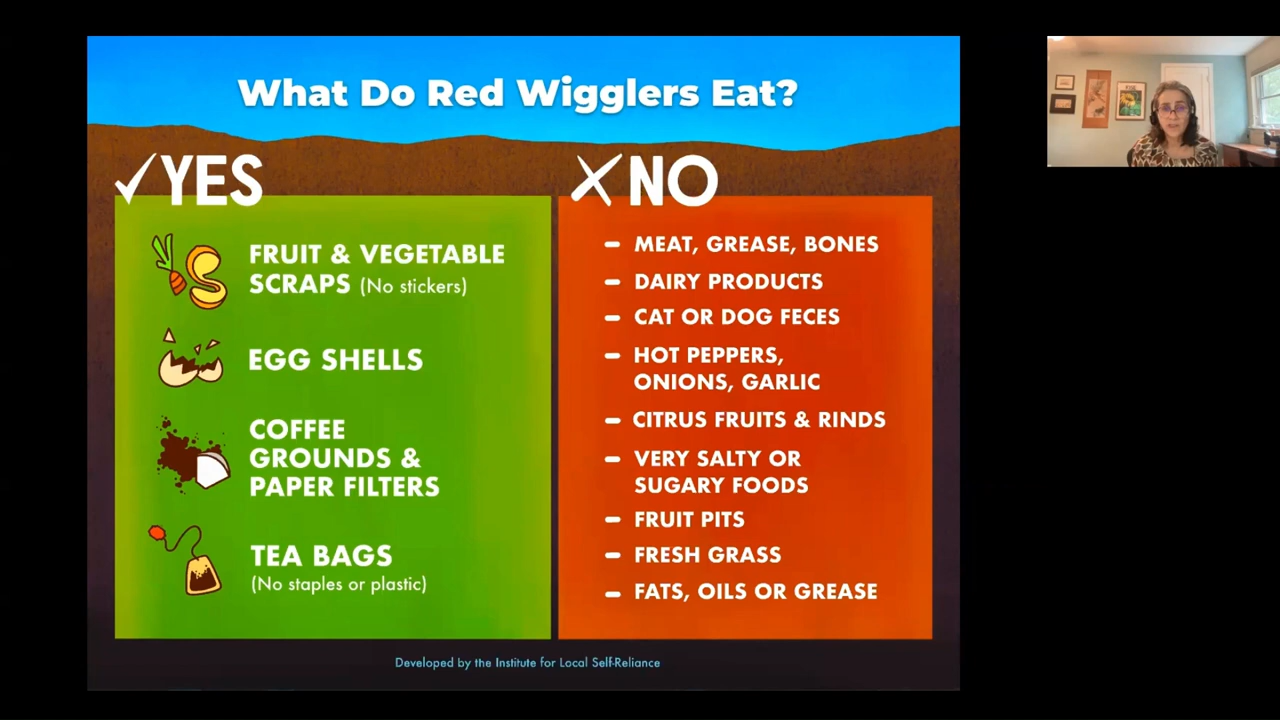 What Do Red Wigglers Eat?
YES
FRUIT & VEGETABLE
SCRAPS (No stickers)
EGG SHELLS
COFFEE
GROUNDS &
PAPER FILTERS
TEA BAGS
(No staples or plastic)
NO
– MEAT, GREASE, BONES
– DAIRY PRODUCTS
– CAT OR DOG FECES
– HOT PEPPERS,
ONIONS, GARLIC
– CITRUS FRUITS & RINDS
– VERY SALTY OR
SUGARY FOODS
– FRUIT PITS
– FRESH GRASS
– FATS, OILS OR GREASE
Developed by the Institute for Local Self-Reliance